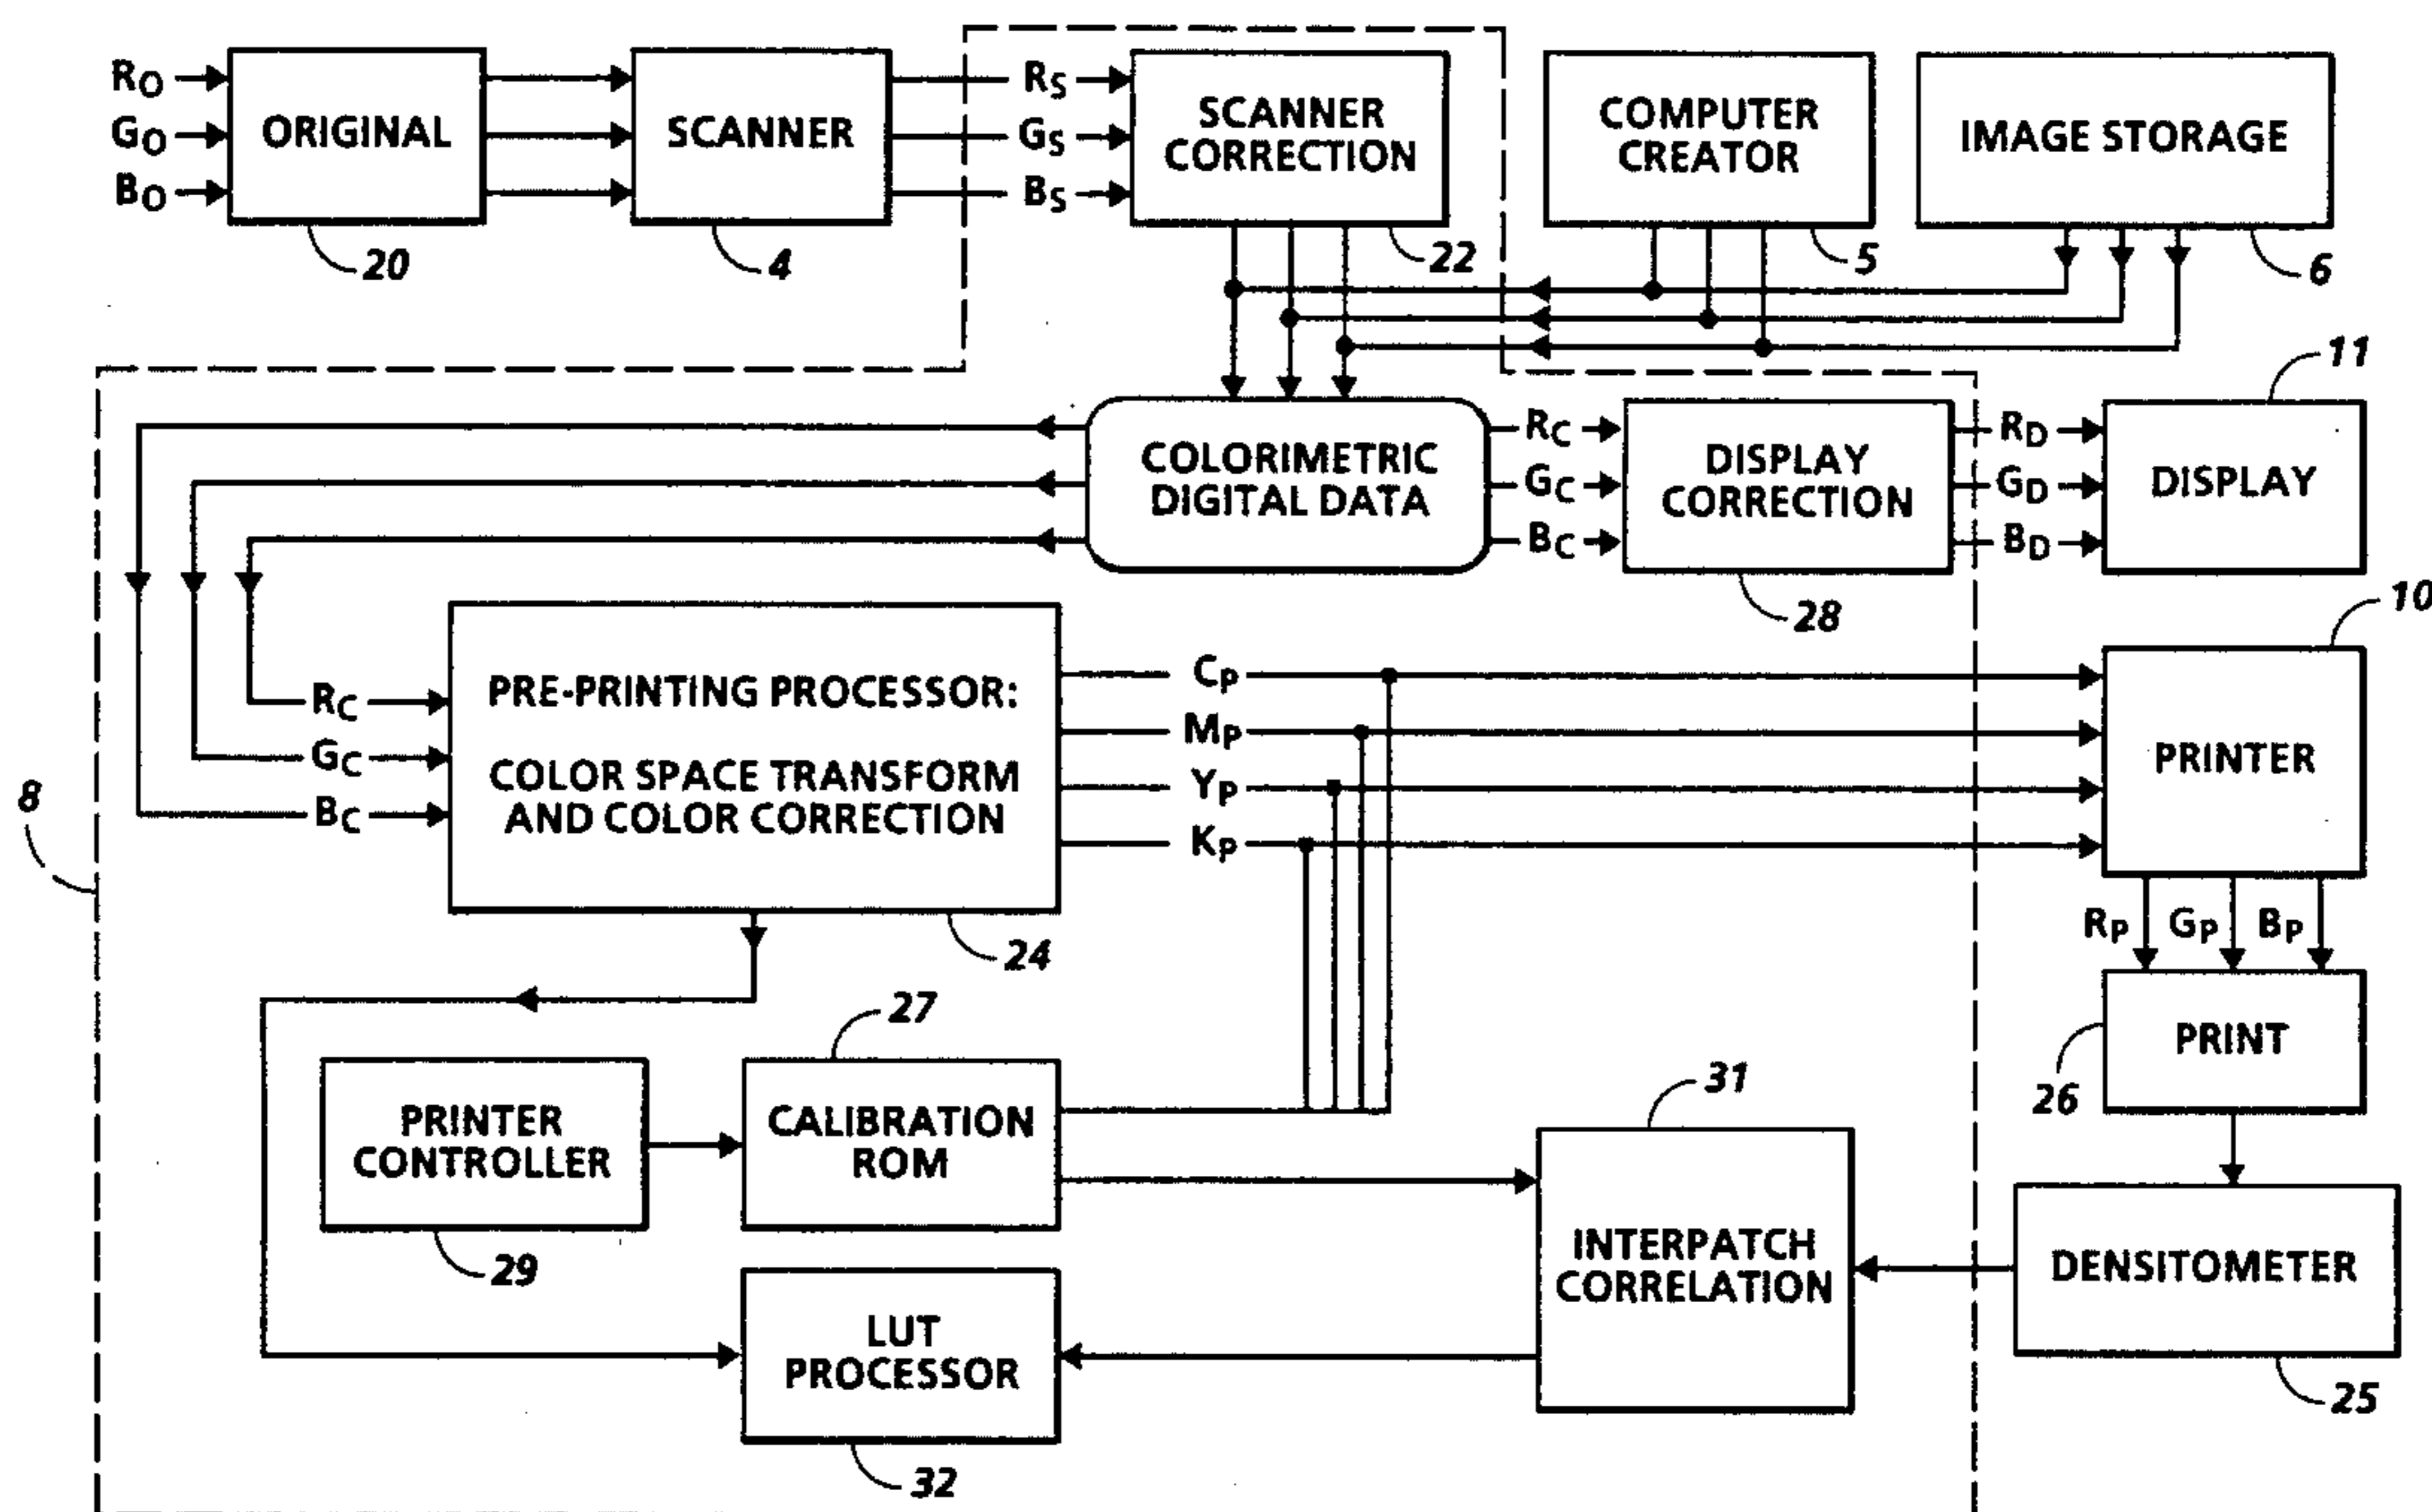 RO
GO
BO
ORIGINAL
20
SCANNER
4
RS
GS
BS
SCANNER
CORRECTION
22
COMPUTER
CREATOR
5
IMAGE STORAGE
6
COLORIMETRIC
DIGITAL DATA
RC
GC
BC
DISPLAY
CORRECTION
28
RD
GD
BD
DISPLAY
11
8
RC
GC
BC
PRE-PRINTING PROCESSOR:
COLOR SPACE TRANSFORM
AND COLOR CORRECTION
24
CP
MP
YP
KP
PRINTER
10
RP GP BP
PRINT
26
PRINTER
CONTROLLER
29
CALIBRATION
ROM
27
INTERPATCH
CORRELATION
31
DENSITOMETER
25
LUT
PROCESSOR
32